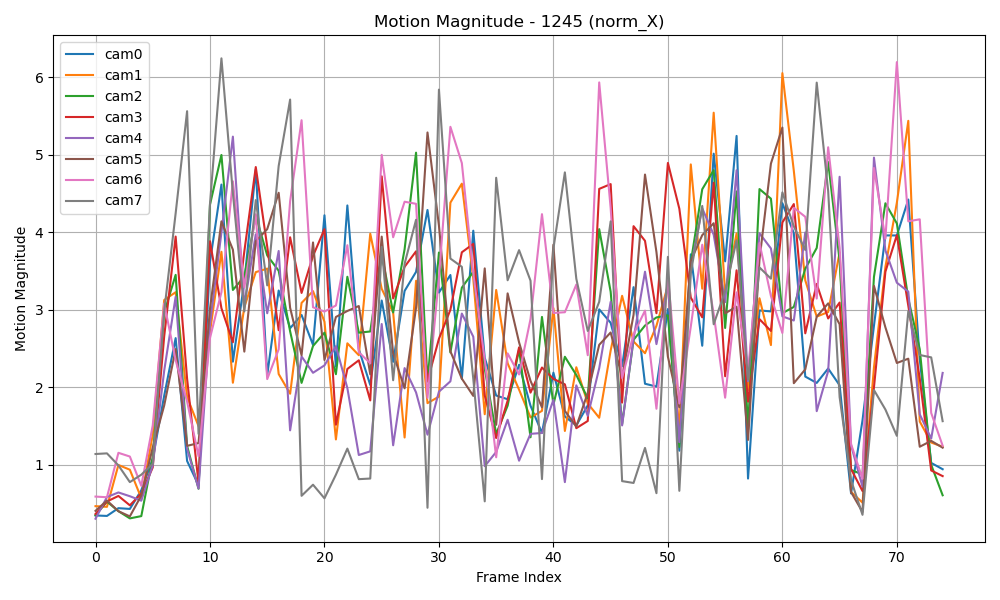 Motion Magnitude - 1245 (norm_X)
cam0
cam1
cam2
cam3
cam4
cam5
cam6
cam7
Motion Magnitude
6
5
4
3
2
1
0 10 20 30 40 50 60 70
Frame Index